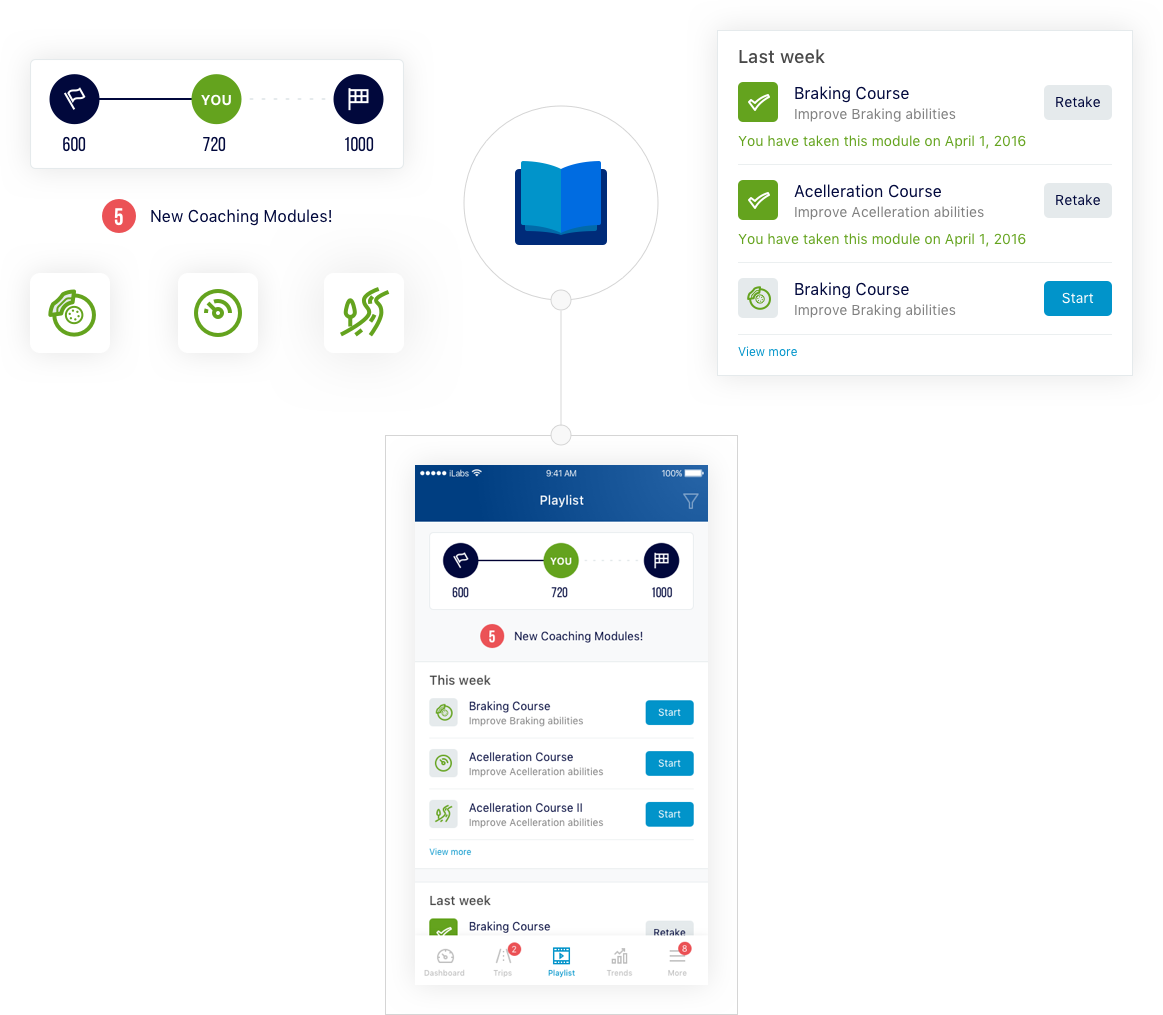 YOU
600
720
1000
5 New Coaching Modules!
Last week
Braking Course
Improve Braking abilities
Retake
You have taken this module on April 1, 2016
Acelleration Course
Improve Acelleration abilities
Retake
You have taken this module on April 1, 2016
Braking Course
Improve Braking abilities
Start
View more
iLabs 9:41 AM 100%
Playlist
YOU
600
720
1000
5 New Coaching Modules!
This week
Braking Course
Improve Braking abilities
Start
Acelleration Course
Improve Acelleration abilities
Start
Acelleration Course II
Improve Acelleration abilities
Start
View more
Last week
Braking Course
Retake
2
8
Dashboard
Trips
Playlist
Trends
More